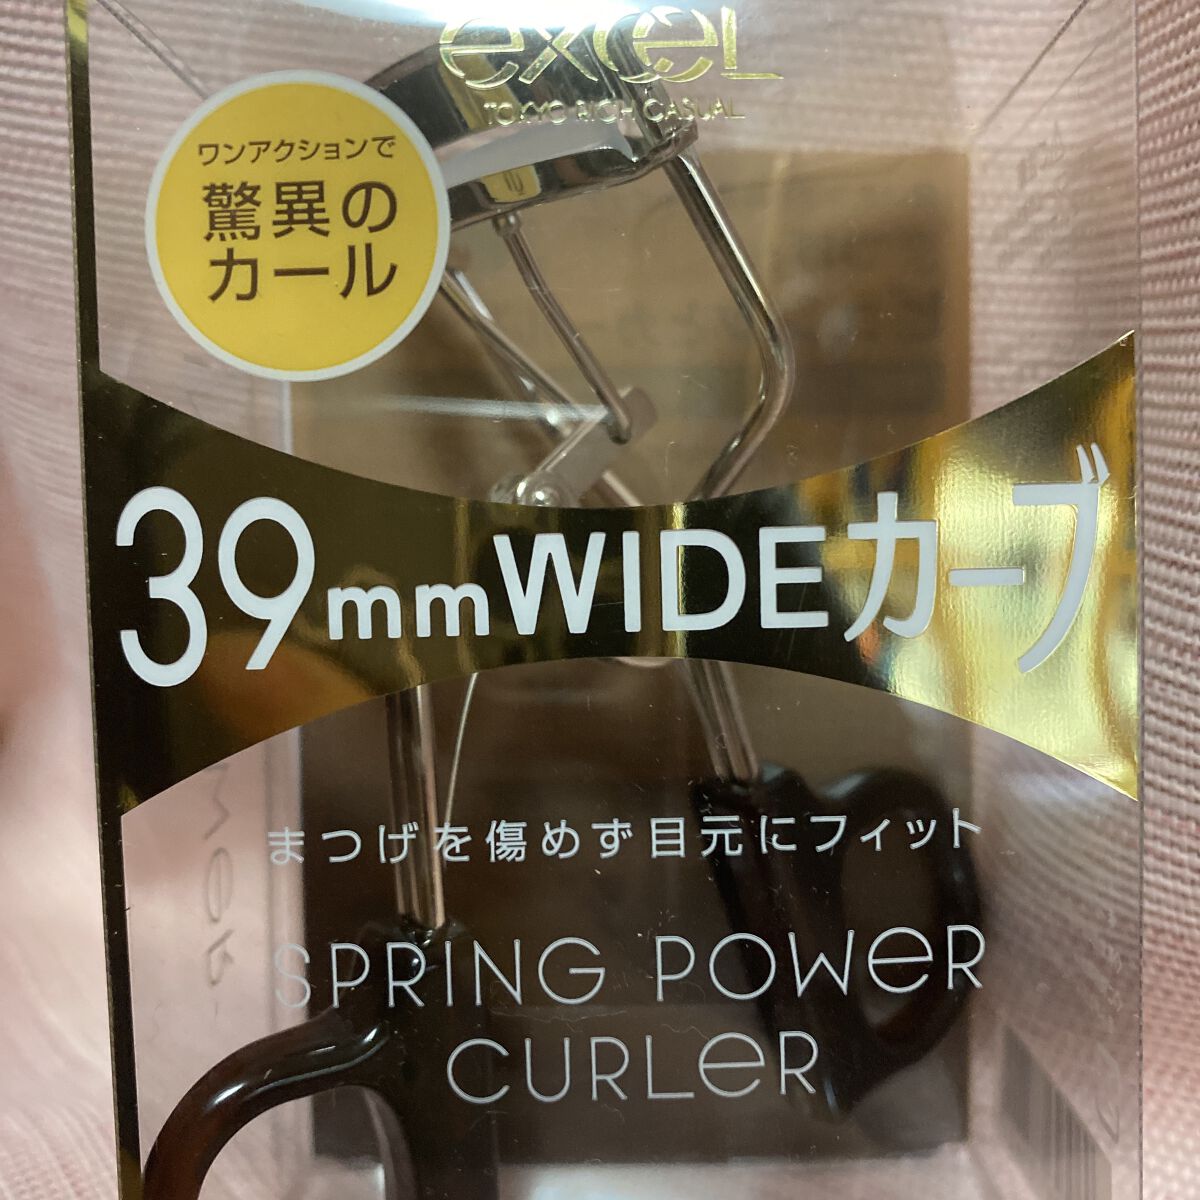 excel
TOKYO RICH CASUAL
ワンアクションで
驚異の
カール
39mmWIDEカーブ
まつげを傷めず目元にフィット
SPRING POWER
CURLER